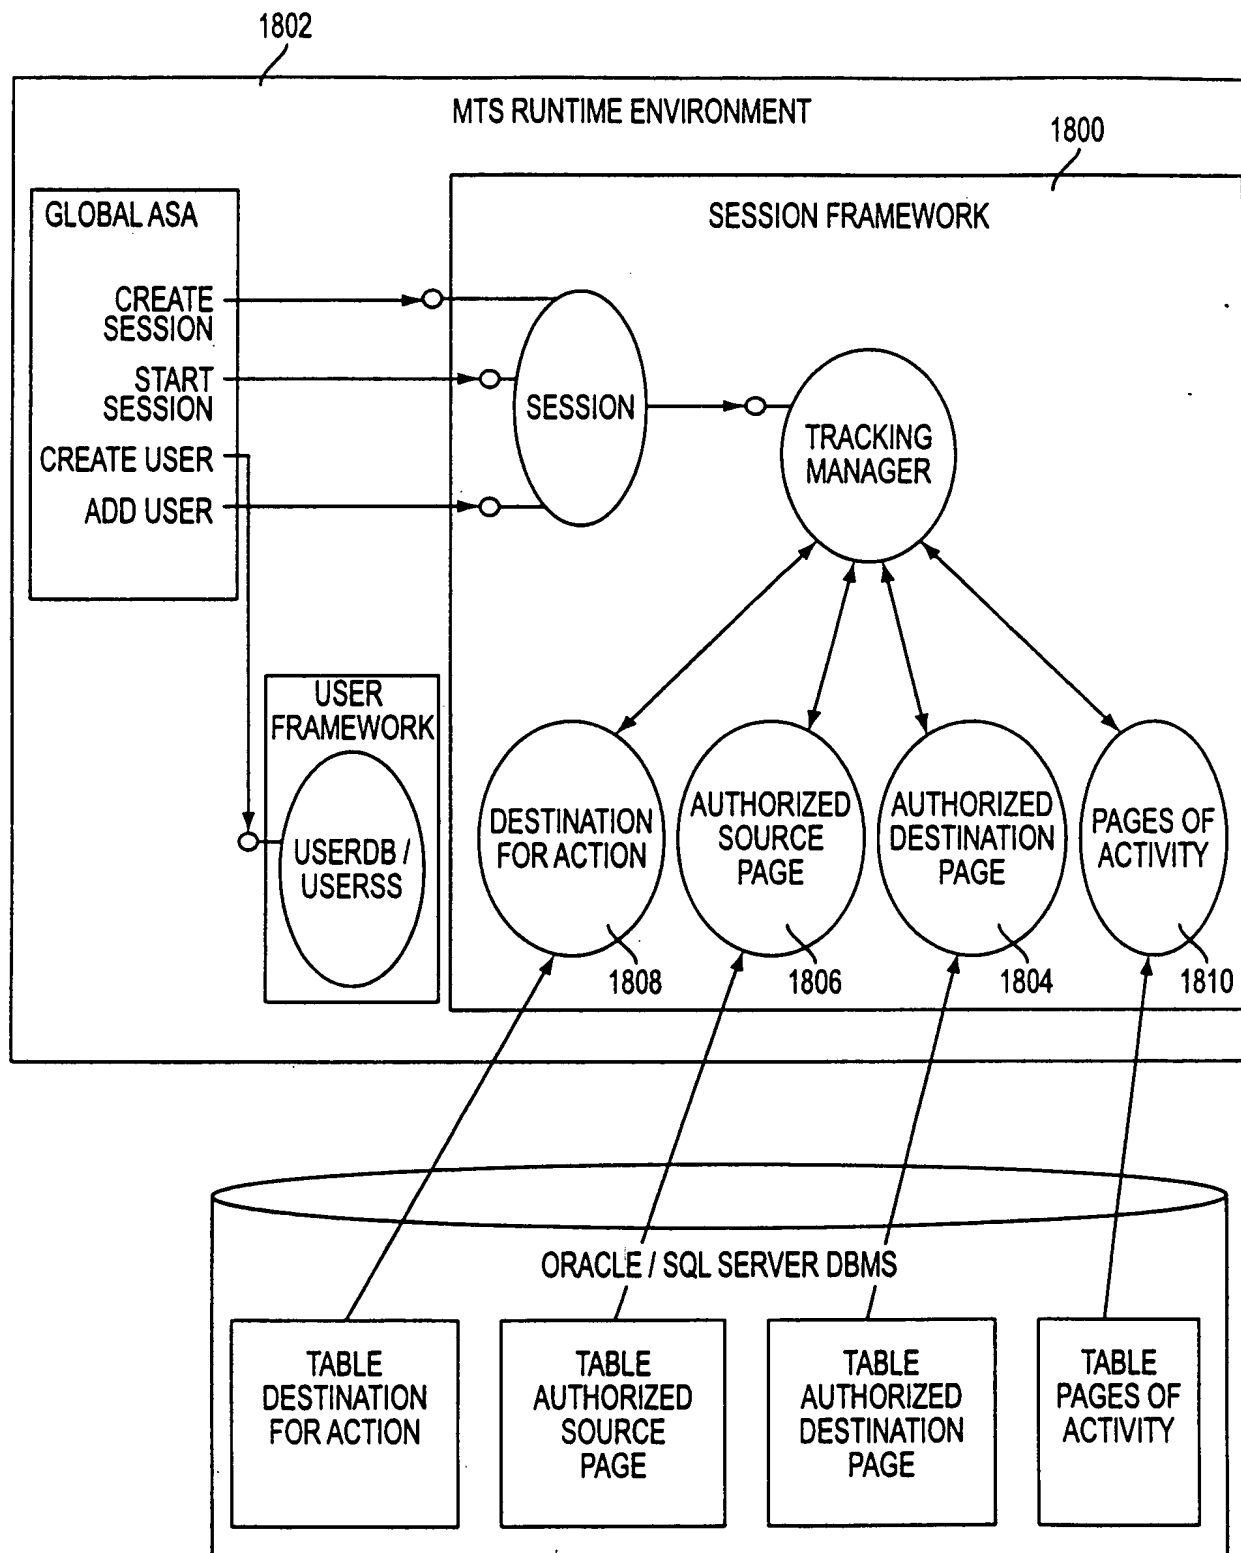 1802
MTS RUNTIME ENVIRONMENT
1800
GLOBAL ASA
SESSION FRAMEWORK
CREATE
SESSION
START
SESSION
CREATE USER
ADD USER
SESSION
TRACKING
MANAGER
USER
FRAMEWORK
USERDB /
USERSS
DESTINATION
FOR ACTION
AUTHORIZED
SOURCE
PAGE
AUTHORIZED
DESTINATION
PAGE
PAGES OF
ACTIVITY
1808
1806
1804
1810
ORACLE / SQL SERVER DBMS
TABLE
DESTINATION
FOR ACTION
TABLE
AUTHORIZED
SOURCE
PAGE
TABLE
AUTHORIZED
DESTINATION
PAGE
TABLE
PAGES OF
ACTIVITY